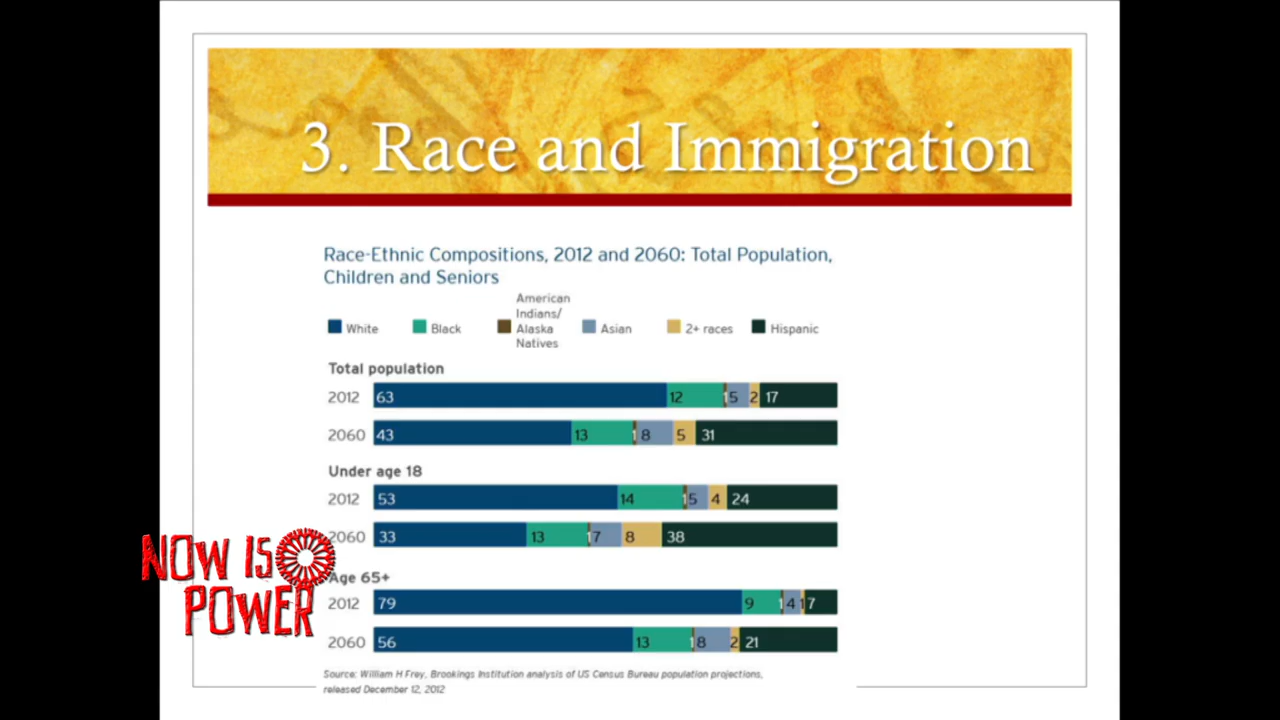 3. Race and Immigration
Race-Ethnic Compositions, 2012 and 2060: Total Population,
Children and Seniors
White
Black
American
Indians/
Alaska
Natives
Asian
2+ races
Hispanic
Total population
2012 63 12 1 5 2 17
2060 43 13 1 8 5 31
Under age 18
2012 53 14 1 5 4 24
2060 33 13 1 7 8 38
Age 65+
2012 79 9 1 4 1 7
2060 56 13 1 8 2 21
Source: William H Frey, Brookings Institution analysis of US Census Bureau population projections,
released December 12, 2012
NOW IS
POWER